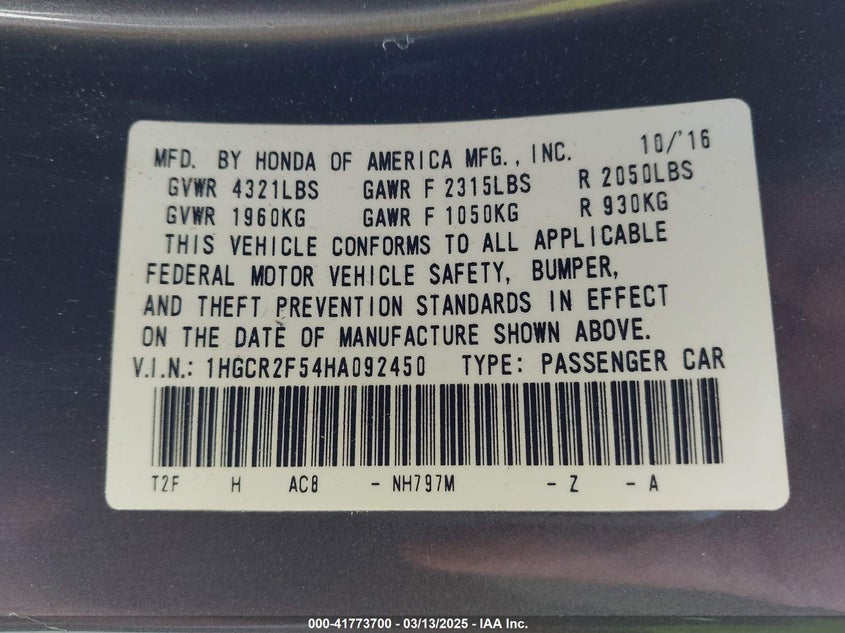 MFD. BY HONDA OF AMERICA MFG., INC. 10/'16
GVWR 4321LBS GAWR F 2315LBS R 2050LBS
GVWR 1960KG GAWR F 1050KG R 930KG
THIS VEHICLE CONFORMS TO ALL APPLICABLE
FEDERAL MOTOR VEHICLE SAFETY, BUMPER,
AND THEFT PREVENTION STANDARDS IN EFFECT
ON THE DATE OF MANUFACTURE SHOWN ABOVE.
V.I.N.: 1HGCR2F54HA092450 TYPE: PASSENGER CAR
T2F H AC8 - NH797M - Z - A
000-41773700 - 03/13/2025 - IAA Inc.